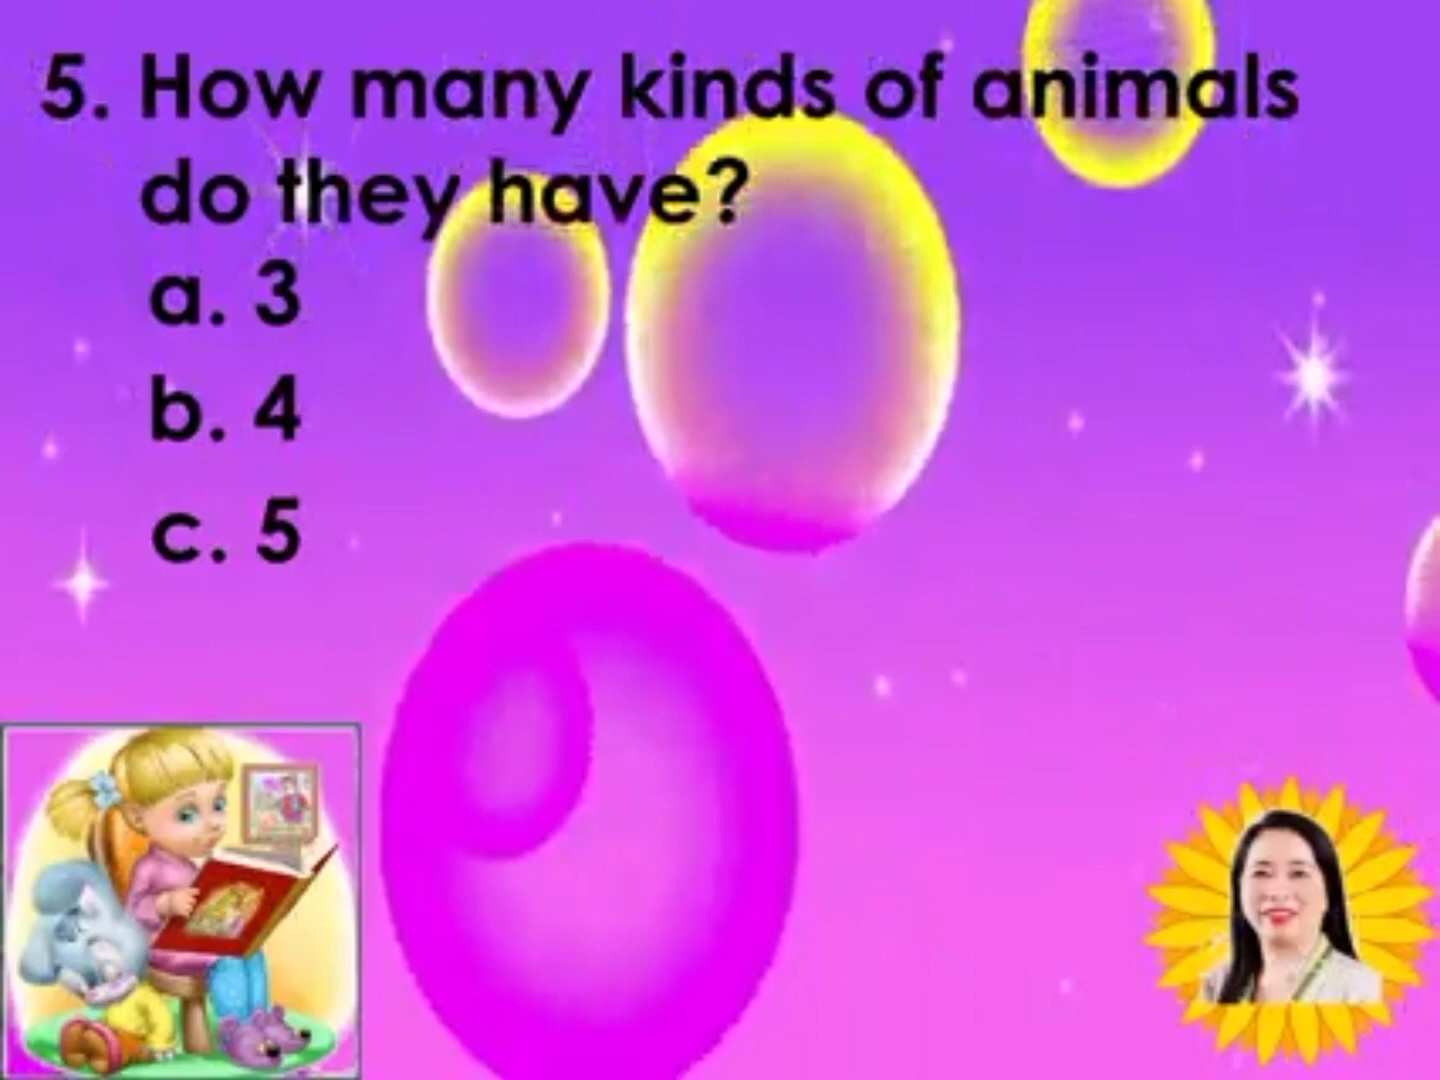 5. How many kinds of animals
do they have?
a. 3
b. 4
c. 5